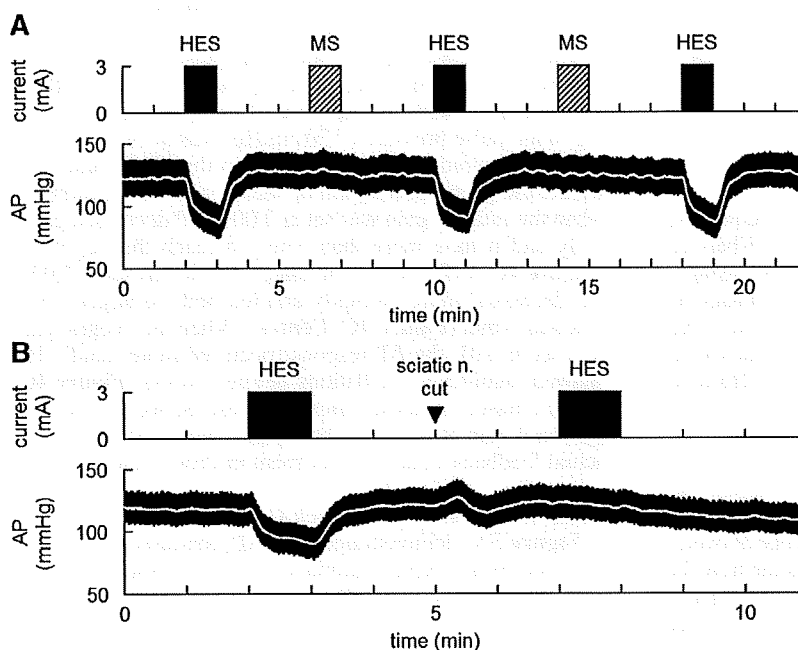 A
HES MS HES MS HES
current
(mA)
3
0
AP
(mmHg)
150
100
50
0 5 10 15 20
time (min)
B
HES sciatic n. HES
cut
current
(mA)
3
0
AP
(mmHg)
150
100
50
0 5 10
time (min)